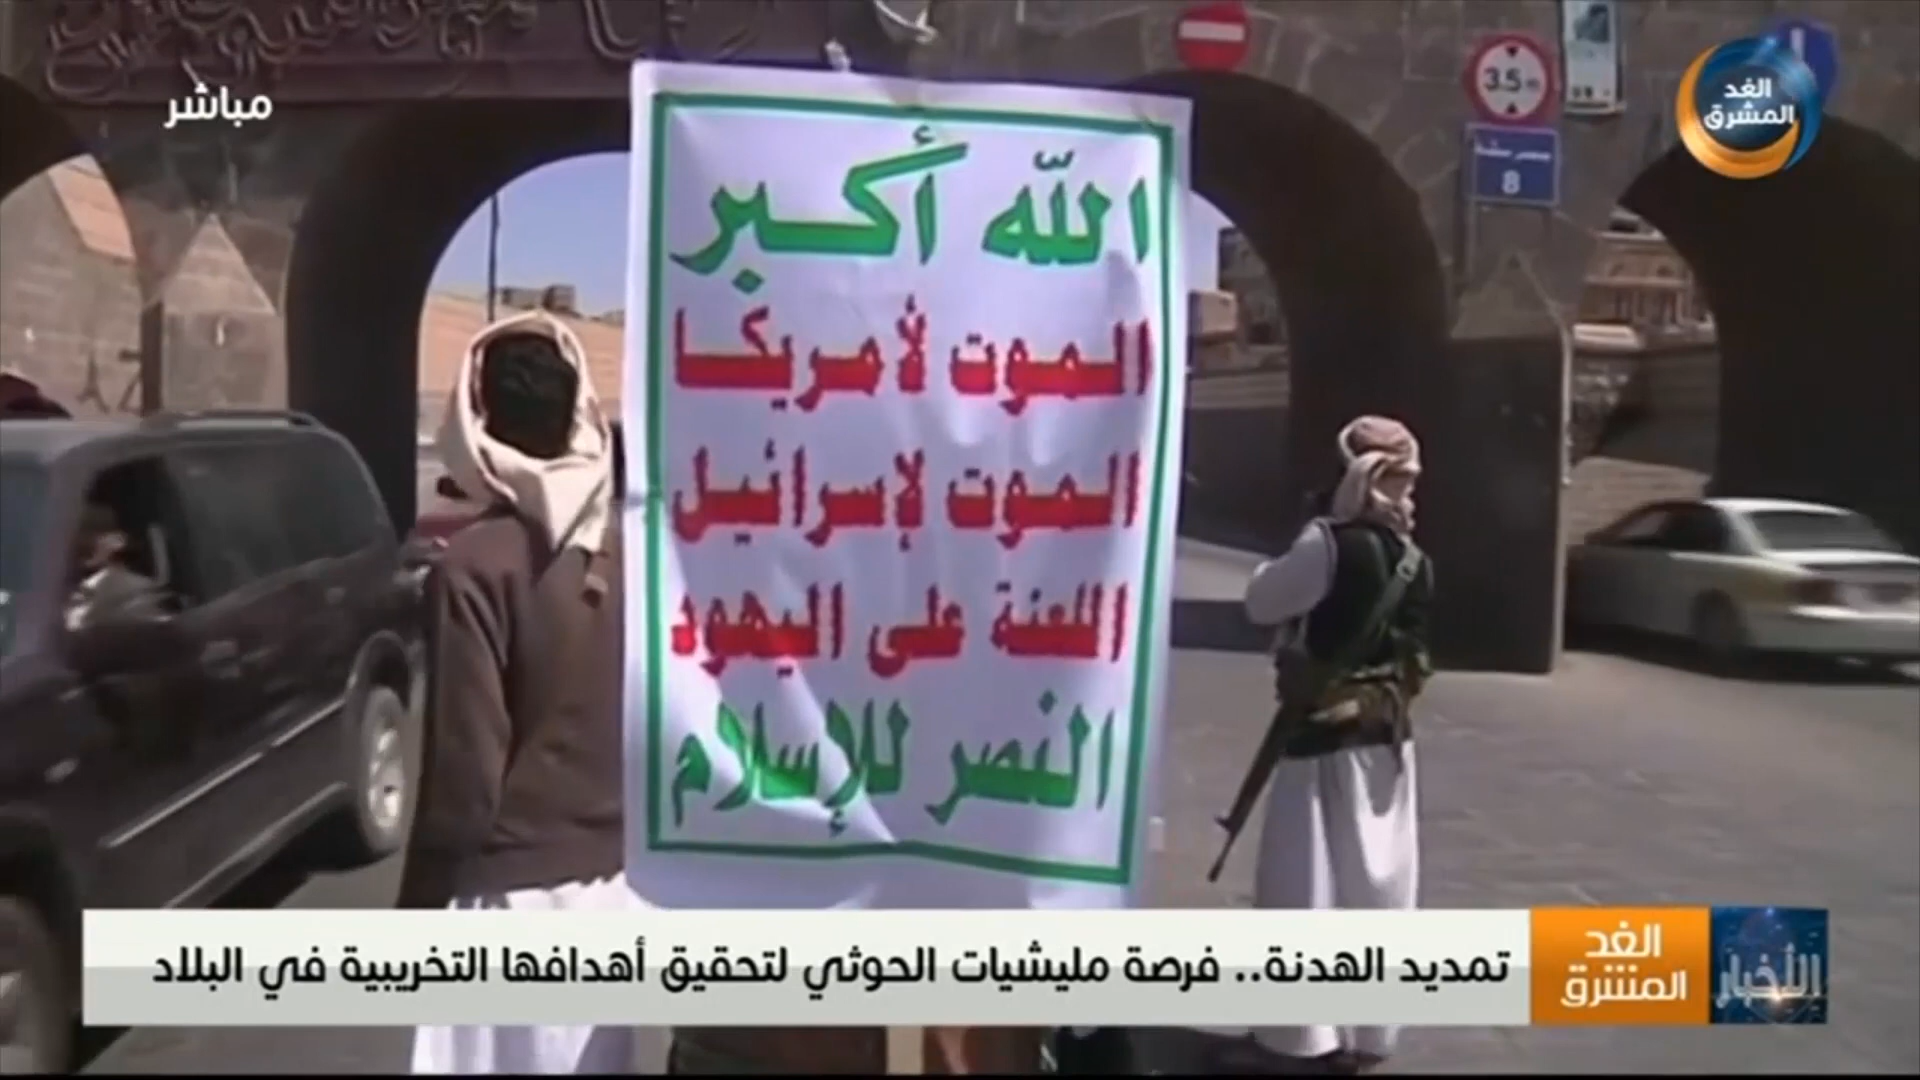 مباشر
الغد
المشرق
3.5m
8
الله أكبر
الموت لأمريكا
الموت لإسرائيل
اللعنة على اليهود
النصر للإسلام
الأخبار
الغد
المشرق
تمديد الهدنة.. فرصة مليشيات الحوثي لتحقيق أهدافها التخريبية في البلاد